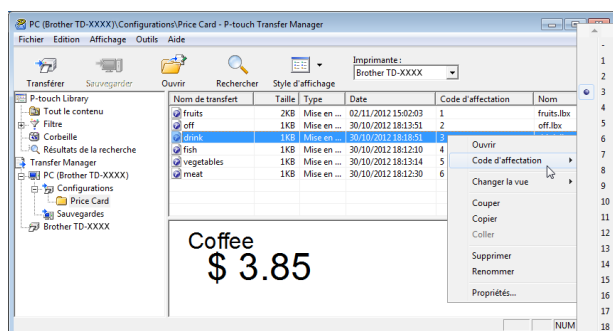 PC (Brother TD-XXXX)\Configurations\Price Card - P-touch Transfer Manager
Fichier Edition Affichage Outils Aide
Transférer Sauvegarder Ouvrir Rechercher Style d'affichage
Imprimante :
Brother TD-XXXX
P-touch Library
Tout le contenu
Filtre
Corbeille
Résultats de la recherche
Transfer Manager
PC (Brother TD-XXXX)
Configurations
Price Card
Sauvegardes
Brother TD-XXXX
Nom de transfert Taille Type Date Code d'affectation Nom
fruits 2KB Mise en ... 02/11/2012 15:02:03 1 fruits.lbx
off 1KB Mise en ... 30/10/2012 18:13:51 2 off.lbx
drink 1KB Mise en ... 30/10/2012 18:18:51 3
fish 1KB Mise en ... 30/10/2012 18:12:10 4
vegetables 1KB Mise en ... 30/10/2012 18:13:14 5
meat 1KB Mise en ... 30/10/2012 18:12:30 6
Ouvrir
Code d'affectation
Changer la vue
Couper
Copier
Coller
Supprimer
Renommer
Propriétés...
-
1
2
3
4
5
6
7
8
9
10
11
12
13
14
15
16
17
18
Coffee
$ 3.85
NUM